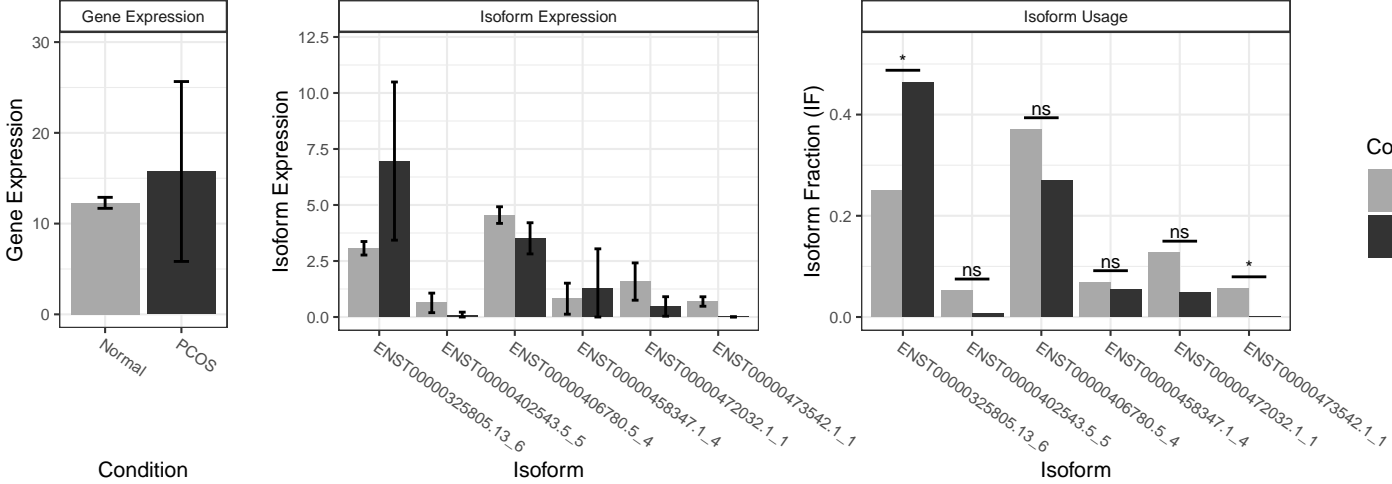 Gene Expression
Isoform Expression
Isoform Usage
Gene Expression
30
20
10
0
Normal
PCOS
Condition
Isoform Expression
12.5
10.0
7.5
5.0
2.5
0.0
ENST00000325805.13_6
ENST00000402543.5_5
ENST00000406780.5_4
ENST00000458347.1_4
ENST00000472032.1_1
ENST00000473542.1_1
Isoform
Isoform Fraction (IF)
0.4
0.2
0.0
*
ns
ns
ns
ns
*
ENST00000325805.13_6
ENST00000402543.5_5
ENST00000406780.5_4
ENST00000458347.1_4
ENST00000472032.1_1
ENST00000473542.1_1
Isoform
Co